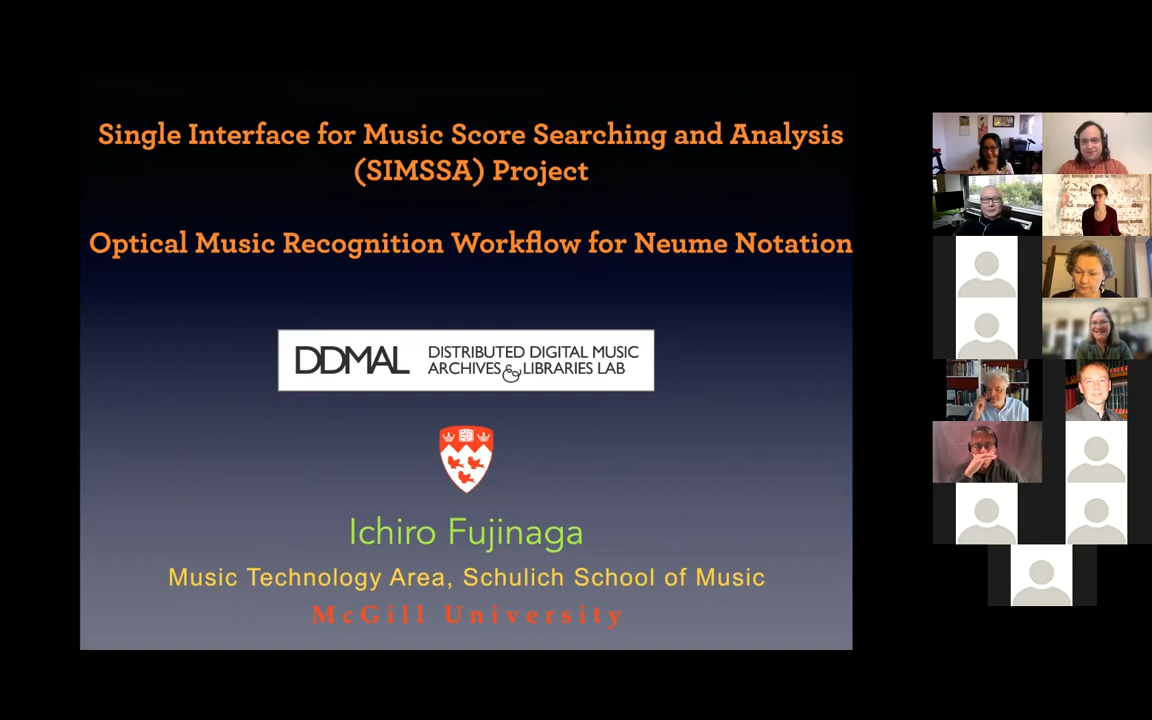 Single Interface for Music Score Searching and Analysis
(SIMSSA) Project
Optical Music Recognition Workflow for Neume Notation
DDMAL
DISTRIBUTED DIGITAL MUSIC
ARCHIVES & LIBRARIES LAB
Ichiro Fujinaga
Music Technology Area, Schulich School of Music
McGill University